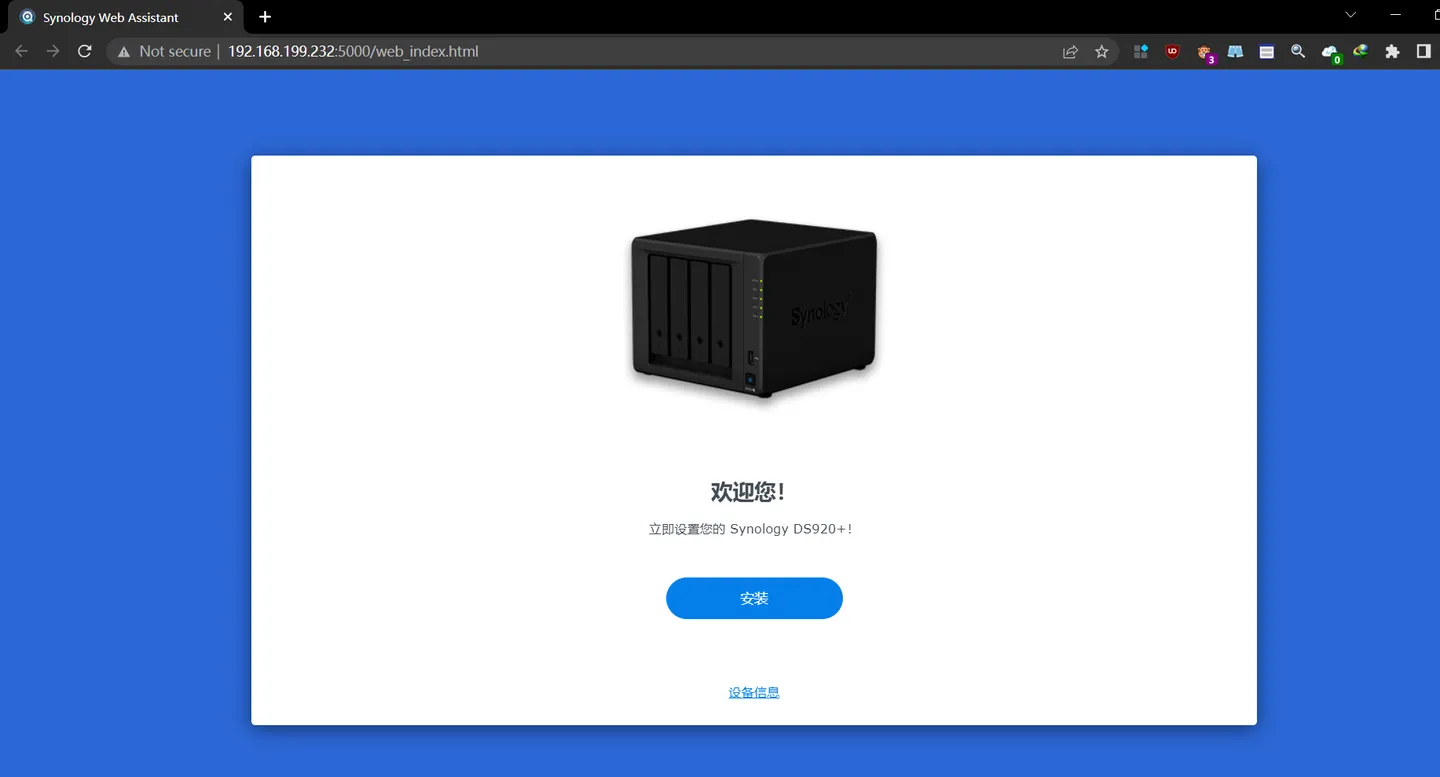 Synology Web Assistant
Not secure | 192.168.199.232:5000/web_index.html
UD
3
0
Synology
欢迎您！
立即设置您的 Synology DS920+！
安装
设备信息